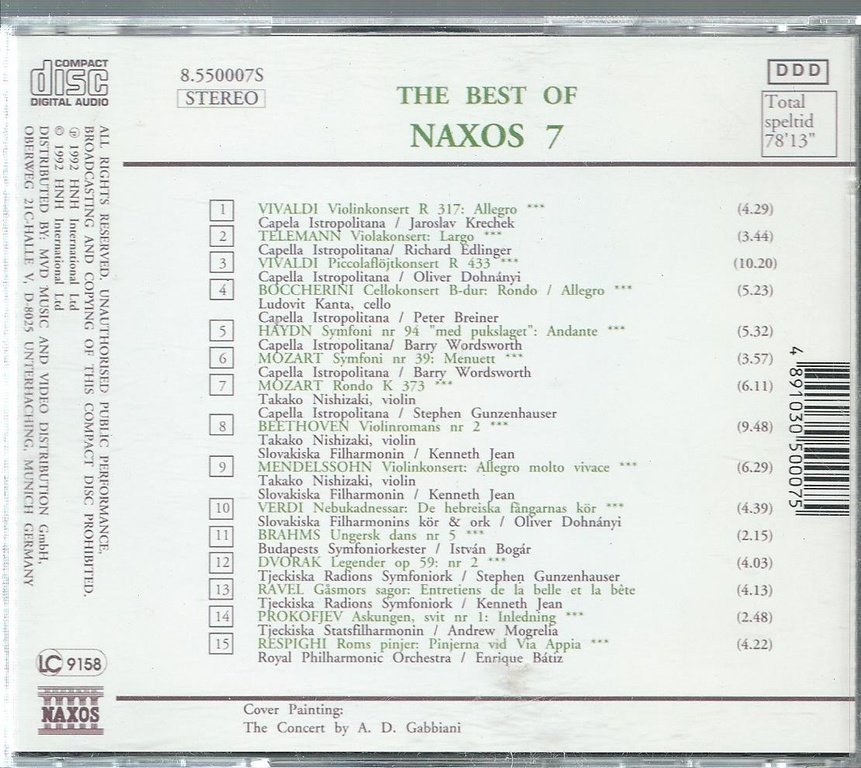 COMPACT
disc
DIGITAL AUDIO
8.550007S
STEREO
THE BEST OF
NAXOS 7
DDD
Total
speltid
78'13"
1 VIVALDI Violinkonsert R 317: Allegro *** (4.29)
Capela Istropolitana / Jaroslav Krechek
2 TELEMANN Violakonsert: Largo *** (3.44)
Capella Istropolitana/ Richard Edlinger
3 VIVALDI Piccolaflöjtkonsert R 433 *** (10.20)
Capella Istropolitana / Oliver Dohnányi
4 BOCCHERINI Cellokonsert B-dur: Rondo / Allegro *** (5.23)
Ludovit Kanta, cello
Capella Istropolitana / Peter Breiner
5 HAYDN Symfoni nr 94 "med pukslaget": Andante *** (5.32)
Capella Istropolitana/ Barry Wordsworth
6 MOZART Symfoni nr 39: Menuett *** (3.57)
Capella Istropolitana / Barry Wordsworth
7 MOZART Rondo K 373 *** (6.11)
Takako Nishizaki, violin
Capella Istropolitana / Stephen Gunzenhauser
8 BEETHOVEN Violinromans nr 2 *** (9.48)
Takako Nishizaki, violin
Slovakiska Filharmonin / Kenneth Jean
9 MENDELSSOHN Violinkonsert: Allegro molto vivace *** (6.29)
Takako Nishizaki, violin
Slovakiska Filharmonin / Kenneth Jean
10 VERDI Nebukadnessar: De hebreiska fångarnas kör *** (4.39)
Slovakiska Filharmonins kör & ork / Oliver Dohnányi
11 BRAHMS Ungersk dans nr 5 *** (2.15)
Budapests Symfoniorkester / István Bogár
12 DVORAK Legender op 59: nr 2 *** (4.03)
Tjeckiska Radions Symfoniork / Stephen Gunzenhauser
13 RAVEL Gåsmors sagor: Entretiens de la belle et la bête (4.13)
Tjeckiska Radions Symfoniork / Kenneth Jean
14 PROKOFJEV Askungen, svit nr 1: Inledning *** (2.48)
Tjeckiska Statsfilharmonin / Andrew Mogrelia
15 RESPIGHI Roms pinjer: Pinjerna vid Via Appia *** (4.22)
Royal Philharmonic Orchestra / Enrique Bátiz
Cover Painting:
The Concert by A. D. Gabbiani
ALL RIGHTS RESERVED. UNAUTHORISED PUBLIC PERFORMANCE,
BROADCASTING AND COPYING OF THIS COMPACT DISC PROHIBITED.
℗ 1992 HNH International Ltd
© 1992 HNH International Ltd
DISTRIBUTED BY: MVD MUSIC AND VIDEO DISTRIBUTION GmbH,
OBERWEG 21C-HALLE V, D-8025 UNTERHACHING, MUNICH GERMANY
LC 9158
NAXOS
4 891030 500075